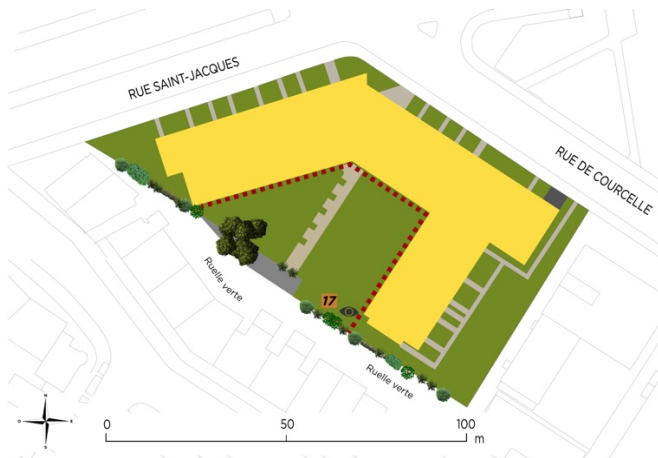 RUE SAINT-JACQUES
RUE DE COURCELLE
Ruelle verte
17
Ruelle verte
N
O
E
S
0
50
100
m